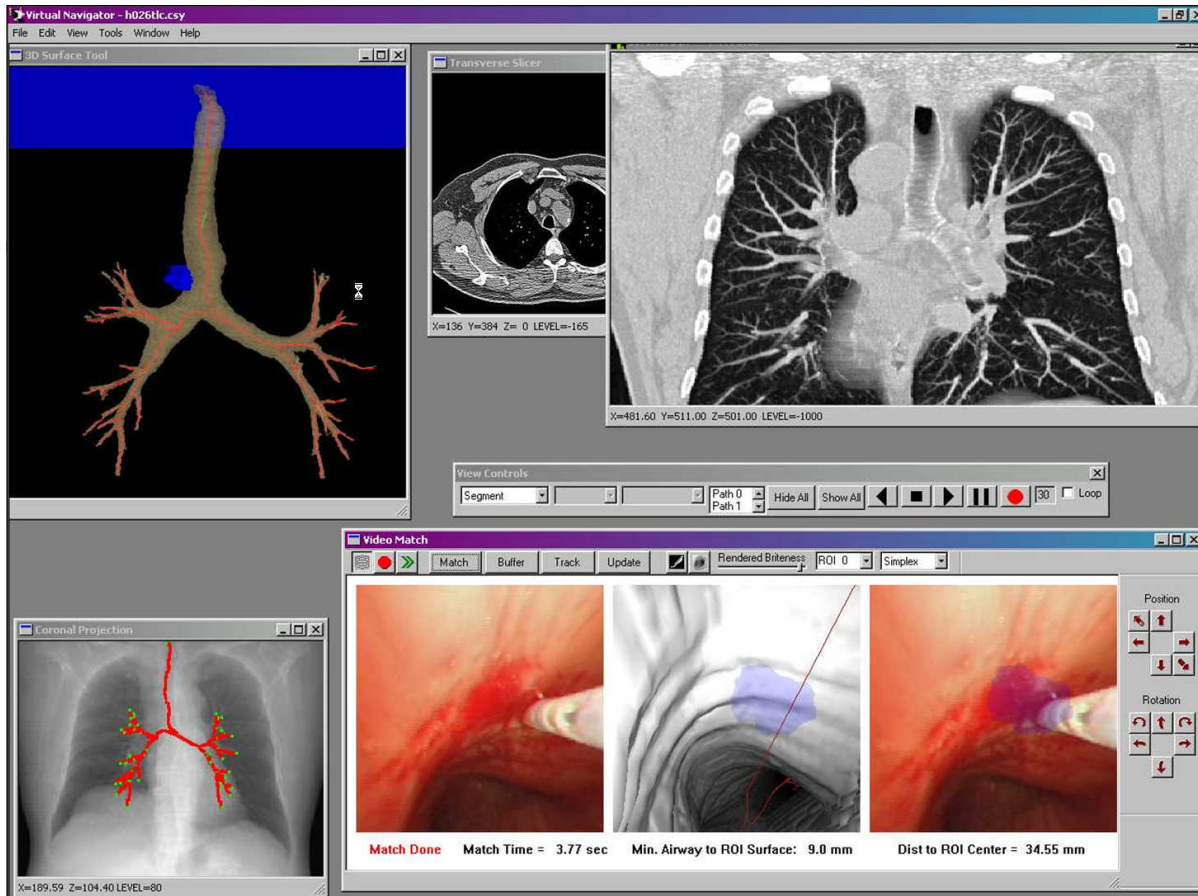 Virtual Navigator - h026tlc.csy
File Edit View Tools Window Help
3D Surface Tool
Transverse Slicer
X=136 Y=384 Z= 0 LEVEL=-165
X=481.60 Y=511.00 Z=501.00 LEVEL=-1000
View Controls
Segment
Path 0
Path 1
Hide All
Show All
30
Loop
Video Match
Match
Buffer
Track
Update
Rendered Briteness
ROI 0
Simplex
Position
Rotation
Match Done Match Time = 3.77 sec Min. Airway to ROI Surface: 9.0 mm Dist to ROI Center = 34.55 mm
Coronal Projection
X=189.59 Z=104.40 LEVEL=80